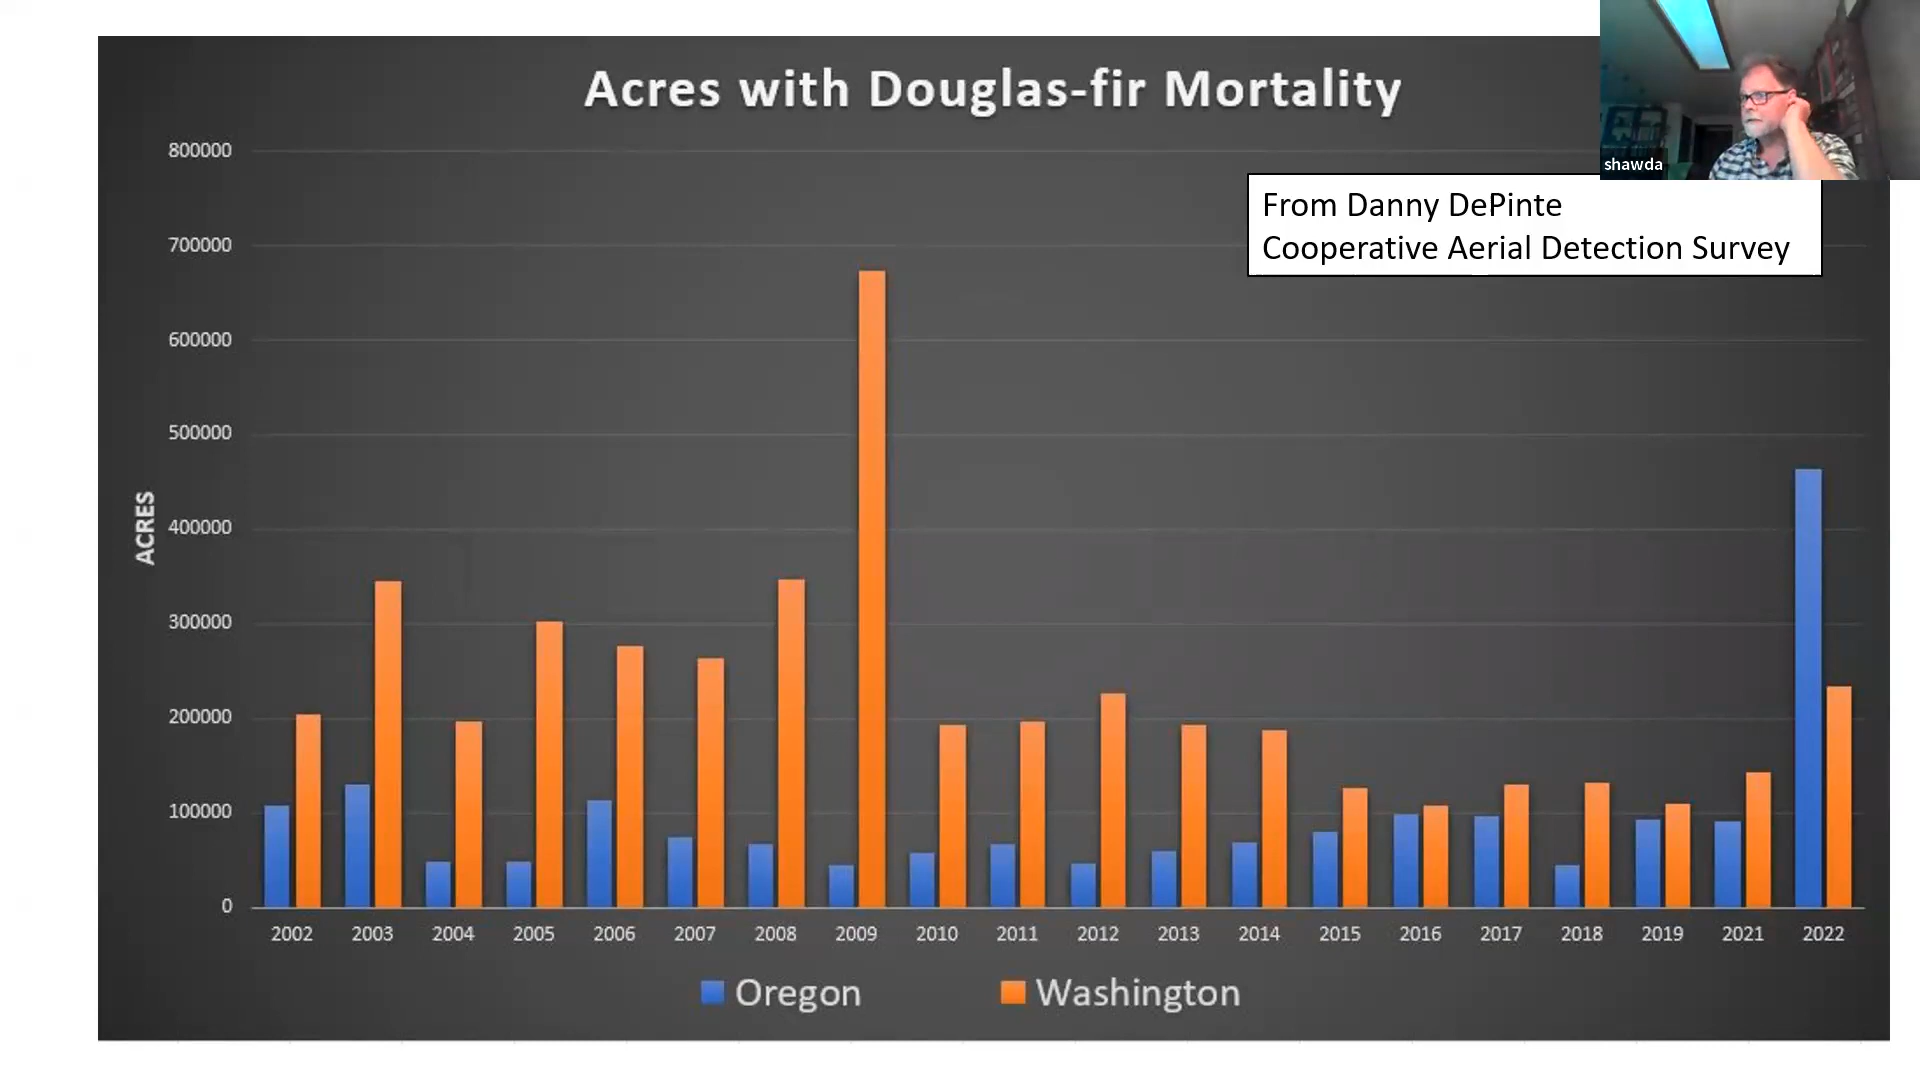 Acres with Douglas-fir Mortality
shawda
From Danny DePinte
Cooperative Aerial Detection Survey
ACRES
800000
700000
600000
500000
400000
300000
200000
100000
0
2002 2003 2004 2005 2006 2007 2008 2009 2010 2011 2012 2013 2014 2015 2016 2017 2018 2019 2021 2022
Oregon Washington